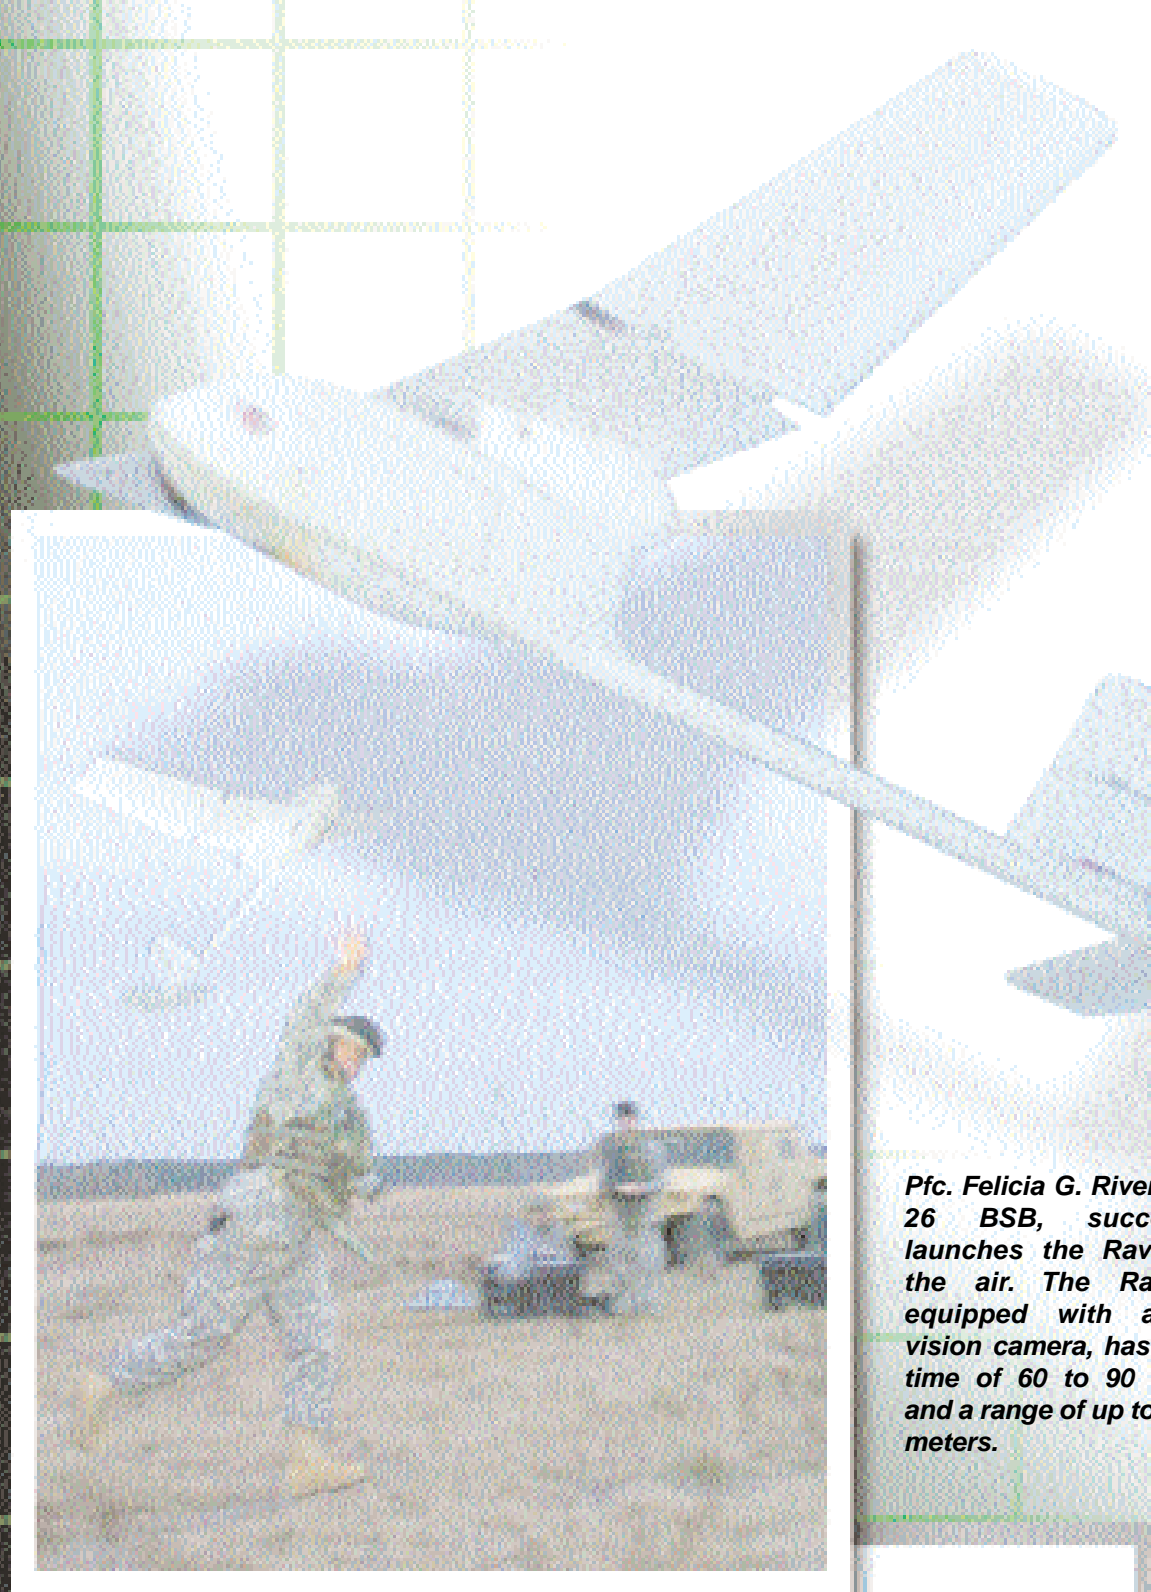 Pfc. Felicia G. River
26 BSB, succ
launches the Rav
the air. The Ra
equipped with a
vision camera, has
time of 60 to 90
and a range of up to
meters.